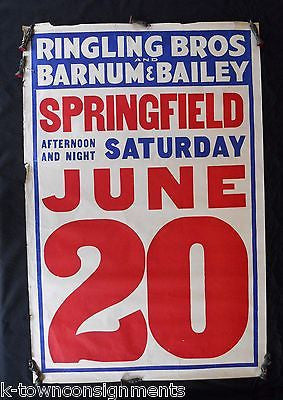 RINGLING BROS
AND
BARNUM & BAILEY
SPRINGFIELD
AFTERNOON
AND NIGHT SATURDAY
JUNE
20
k-townconsignments